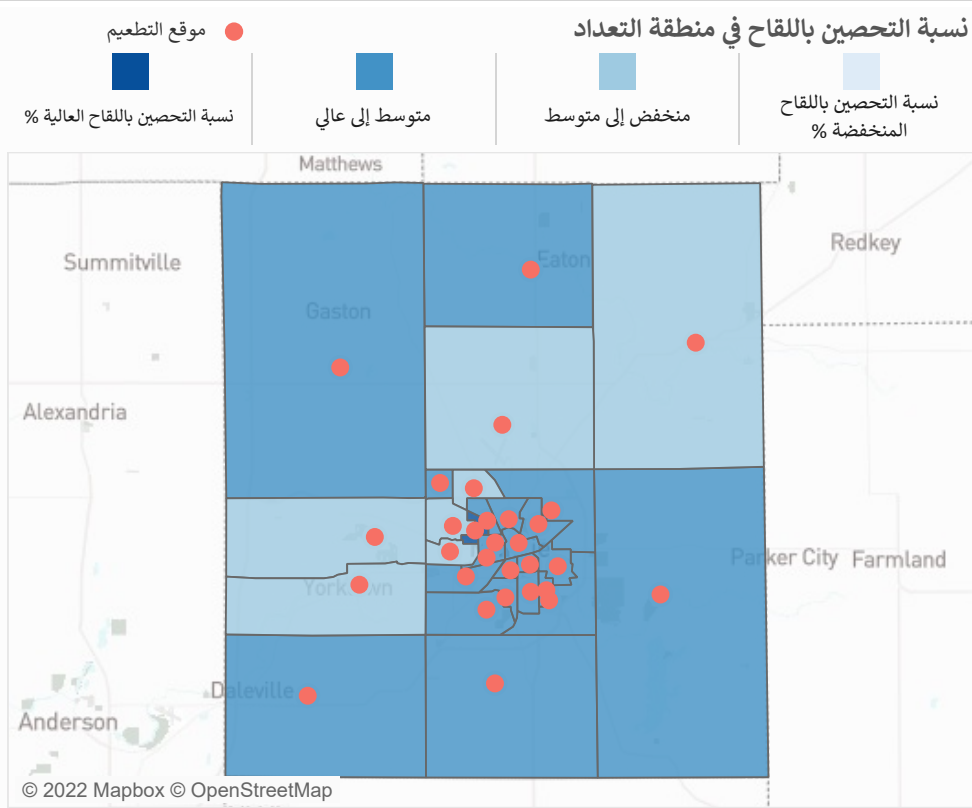 نسبة التحصين باللقاح في منطقة التعداد
موقع التطعيم
نسبة التحصين باللقاح
المنخفضة %
منخفض إلى متوسط
متوسط إلى عالي
نسبة التحصين باللقاح العالية %
Matthews
Summitville
Eaton
Redkey
Gaston
Alexandria
Parker City
Farmland
Yorktown
Daleville
Anderson
© 2022 Mapbox © OpenStreetMap